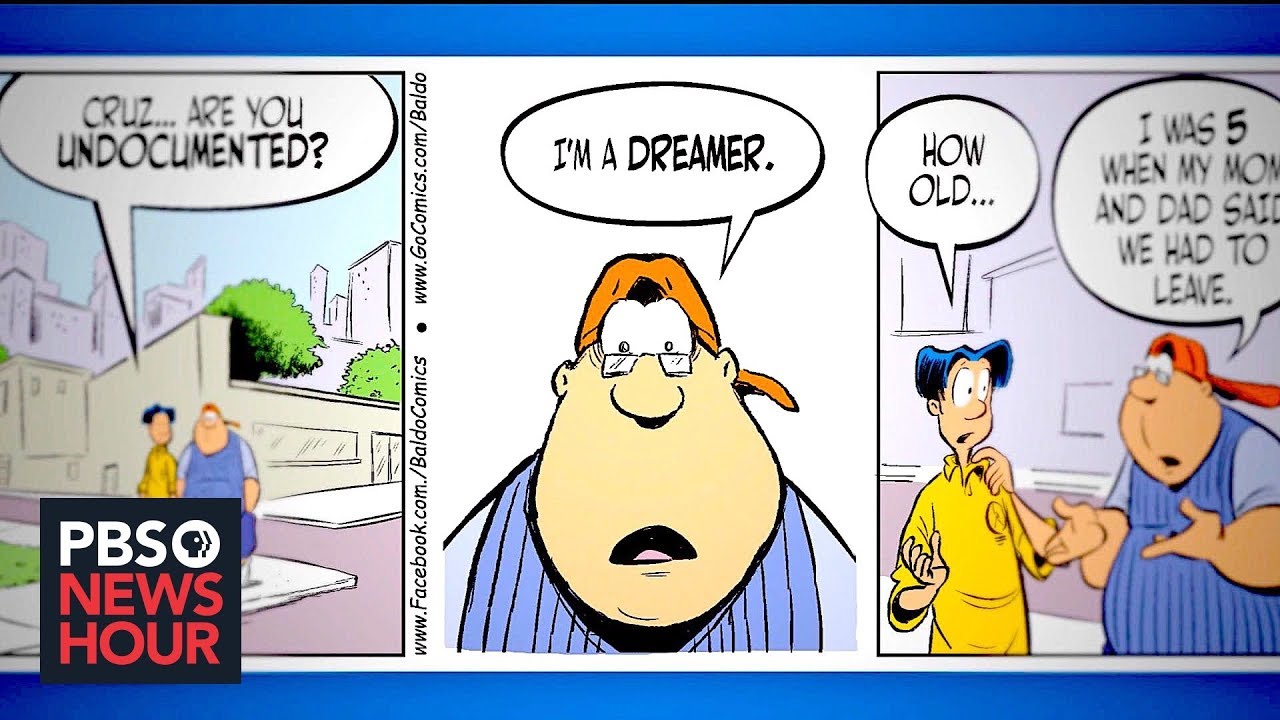 CRUZ... ARE YOU
UNDOCUMENTED?
www.Facebook.com/BaldoComics • www.GoComics.com/Baldo
I'M A DREAMER.
HOW
OLD...
I WAS 5
WHEN MY MOM
AND DAD SAID
WE HAD TO
LEAVE.
PBS
NEWS
HOUR